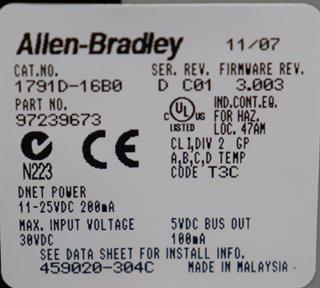 Allen-Bradley 11/07
CAT.NO. SER. REV. FIRMWARE REV.
1791D-16B0 D C01 3.003
PART NO.
97239673
UL LISTED
IND.CONT.EQ.
FOR HAZ.
LOC. 47AM
CL1,DIV 2 GP
A,B,C,D TEMP
CODE T3C
N223
CE
DNET POWER
11-25VDC 200mA
MAX. INPUT VOLTAGE 5VDC BUS OUT
30VDC 100mA
SEE DATA SHEET FOR INSTALL INFO.
459020-304C MADE IN MALAYSIA